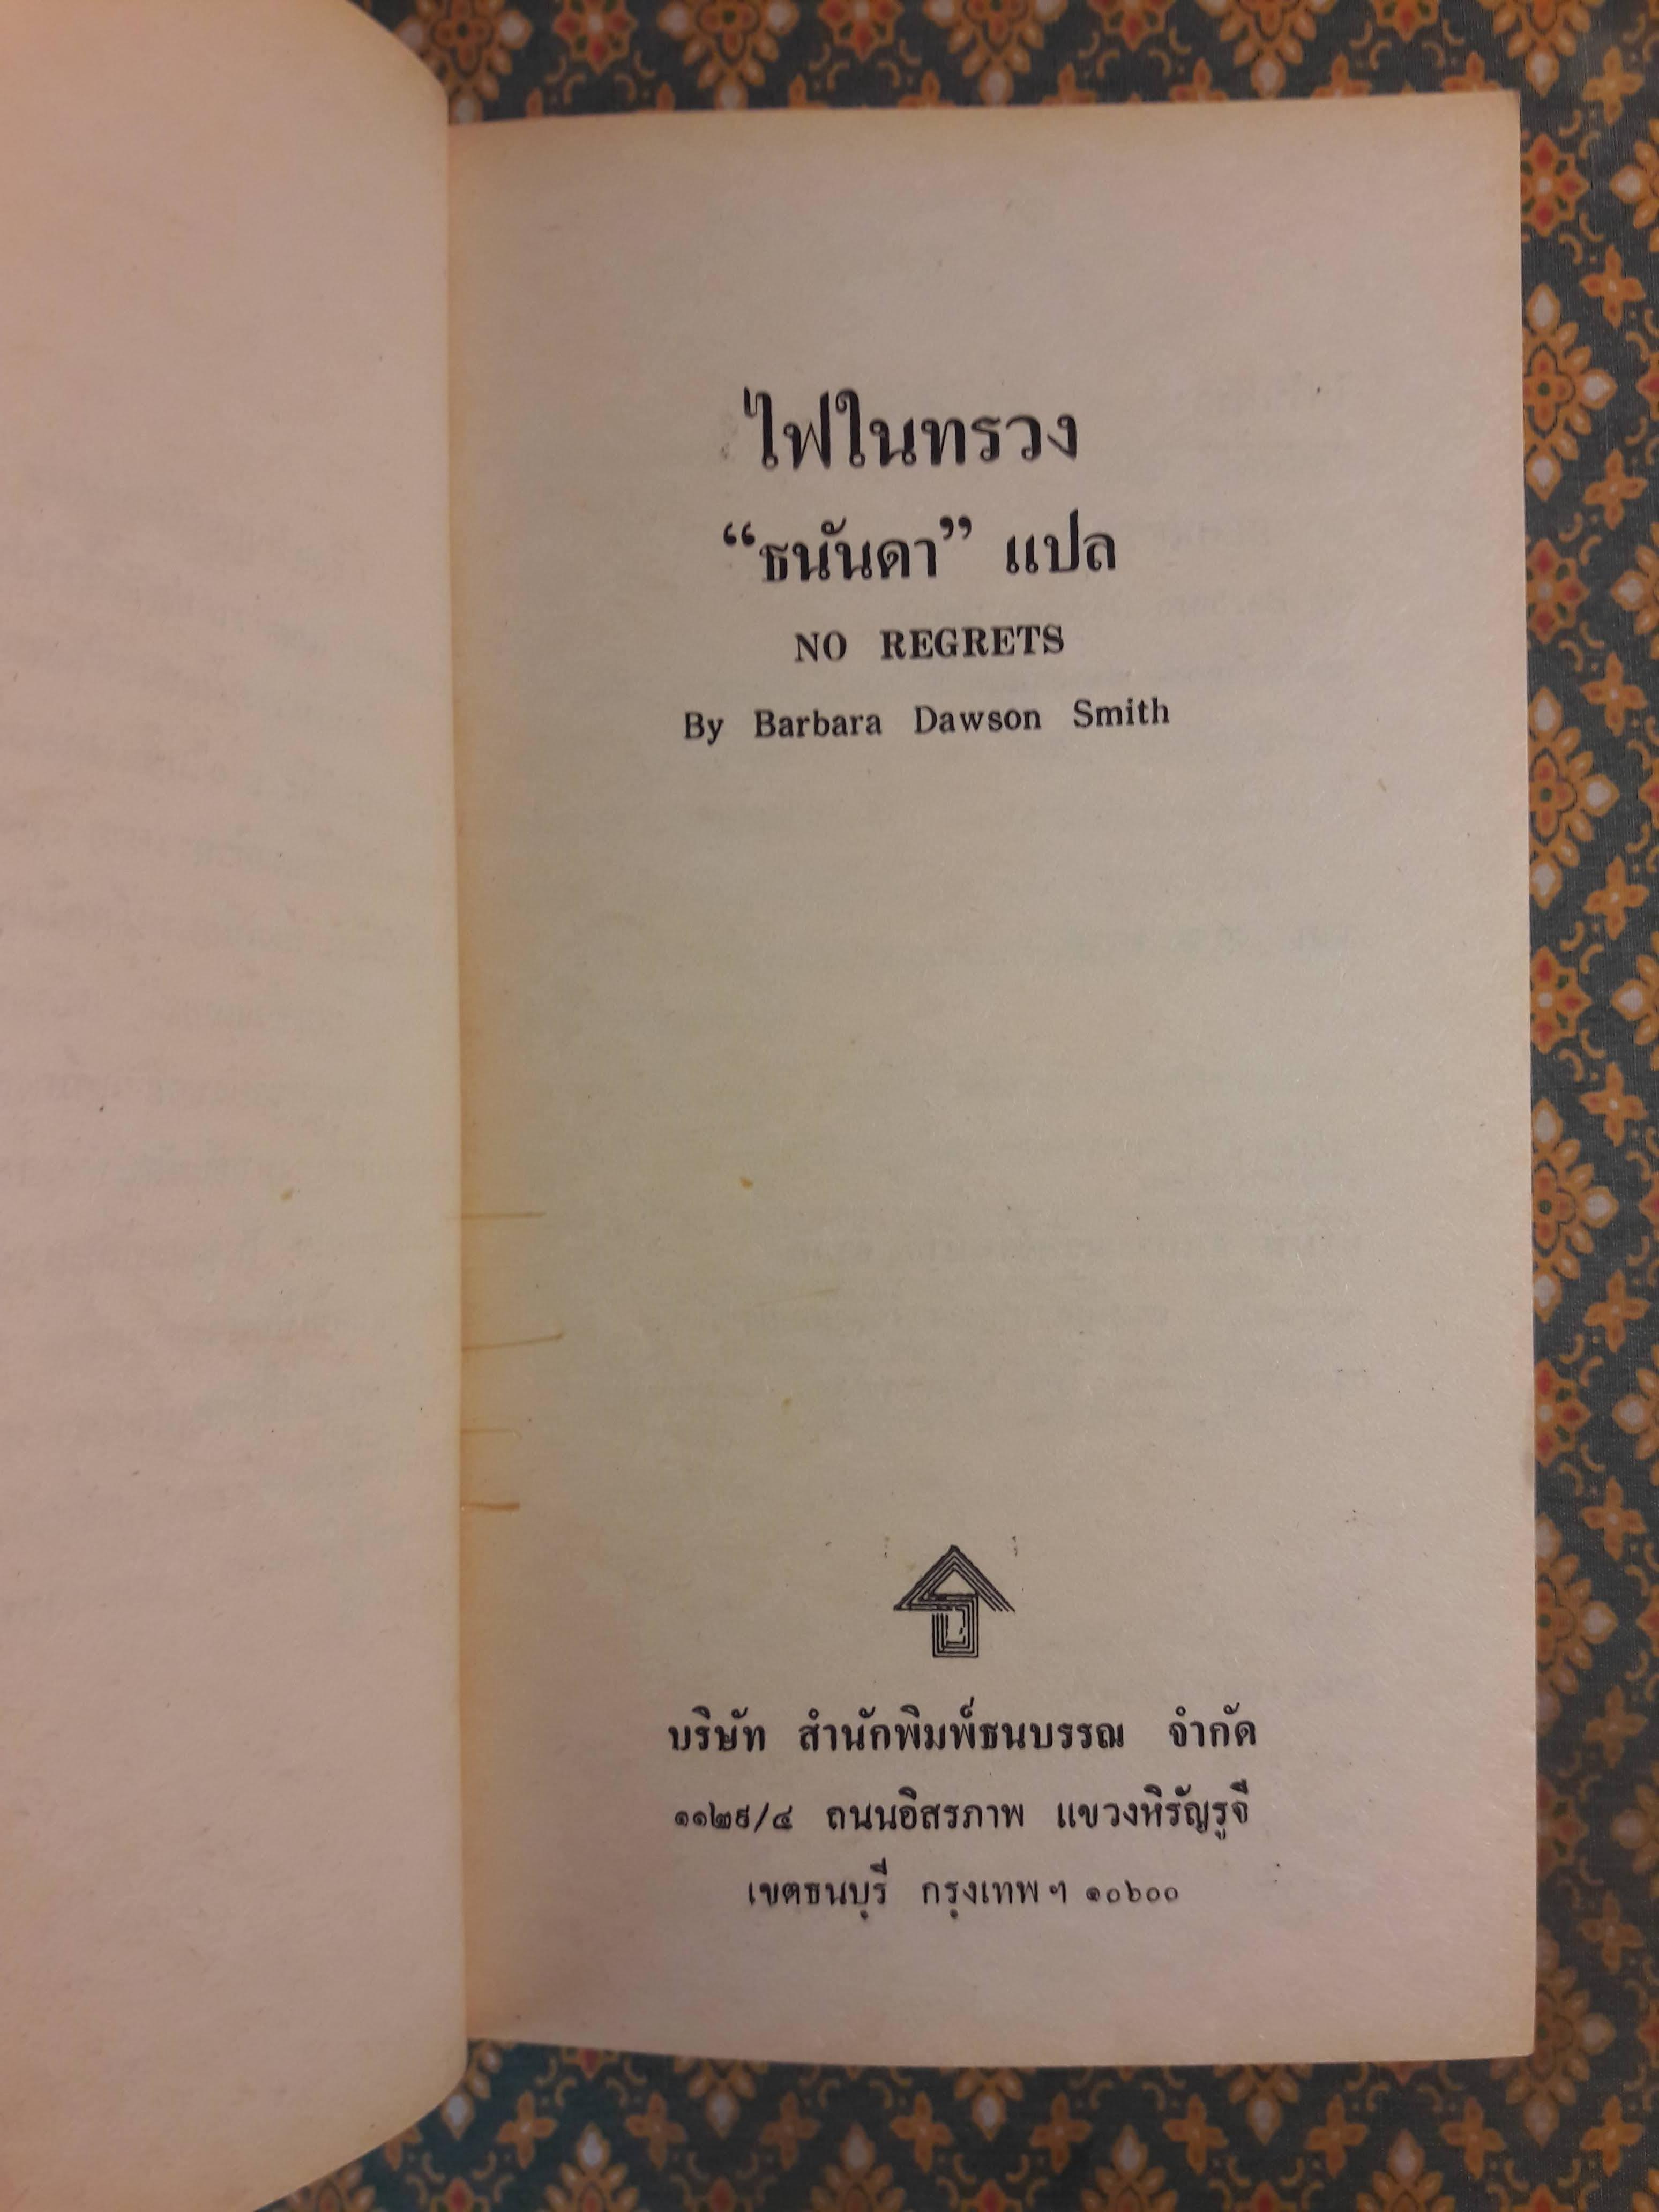 ไฟในทรวง
“ธนันดา” แปล
NO REGRETS
By Barbara Dawson Smith
บริษัท สำนักพิมพ์ธนบรรณ จำกัด
๑๑๒๙/๔ ถนนอิสรภาพ แขวงหิรัญรูจี
เขตธนบุรี กรุงเทพฯ ๑๐๖๐๐